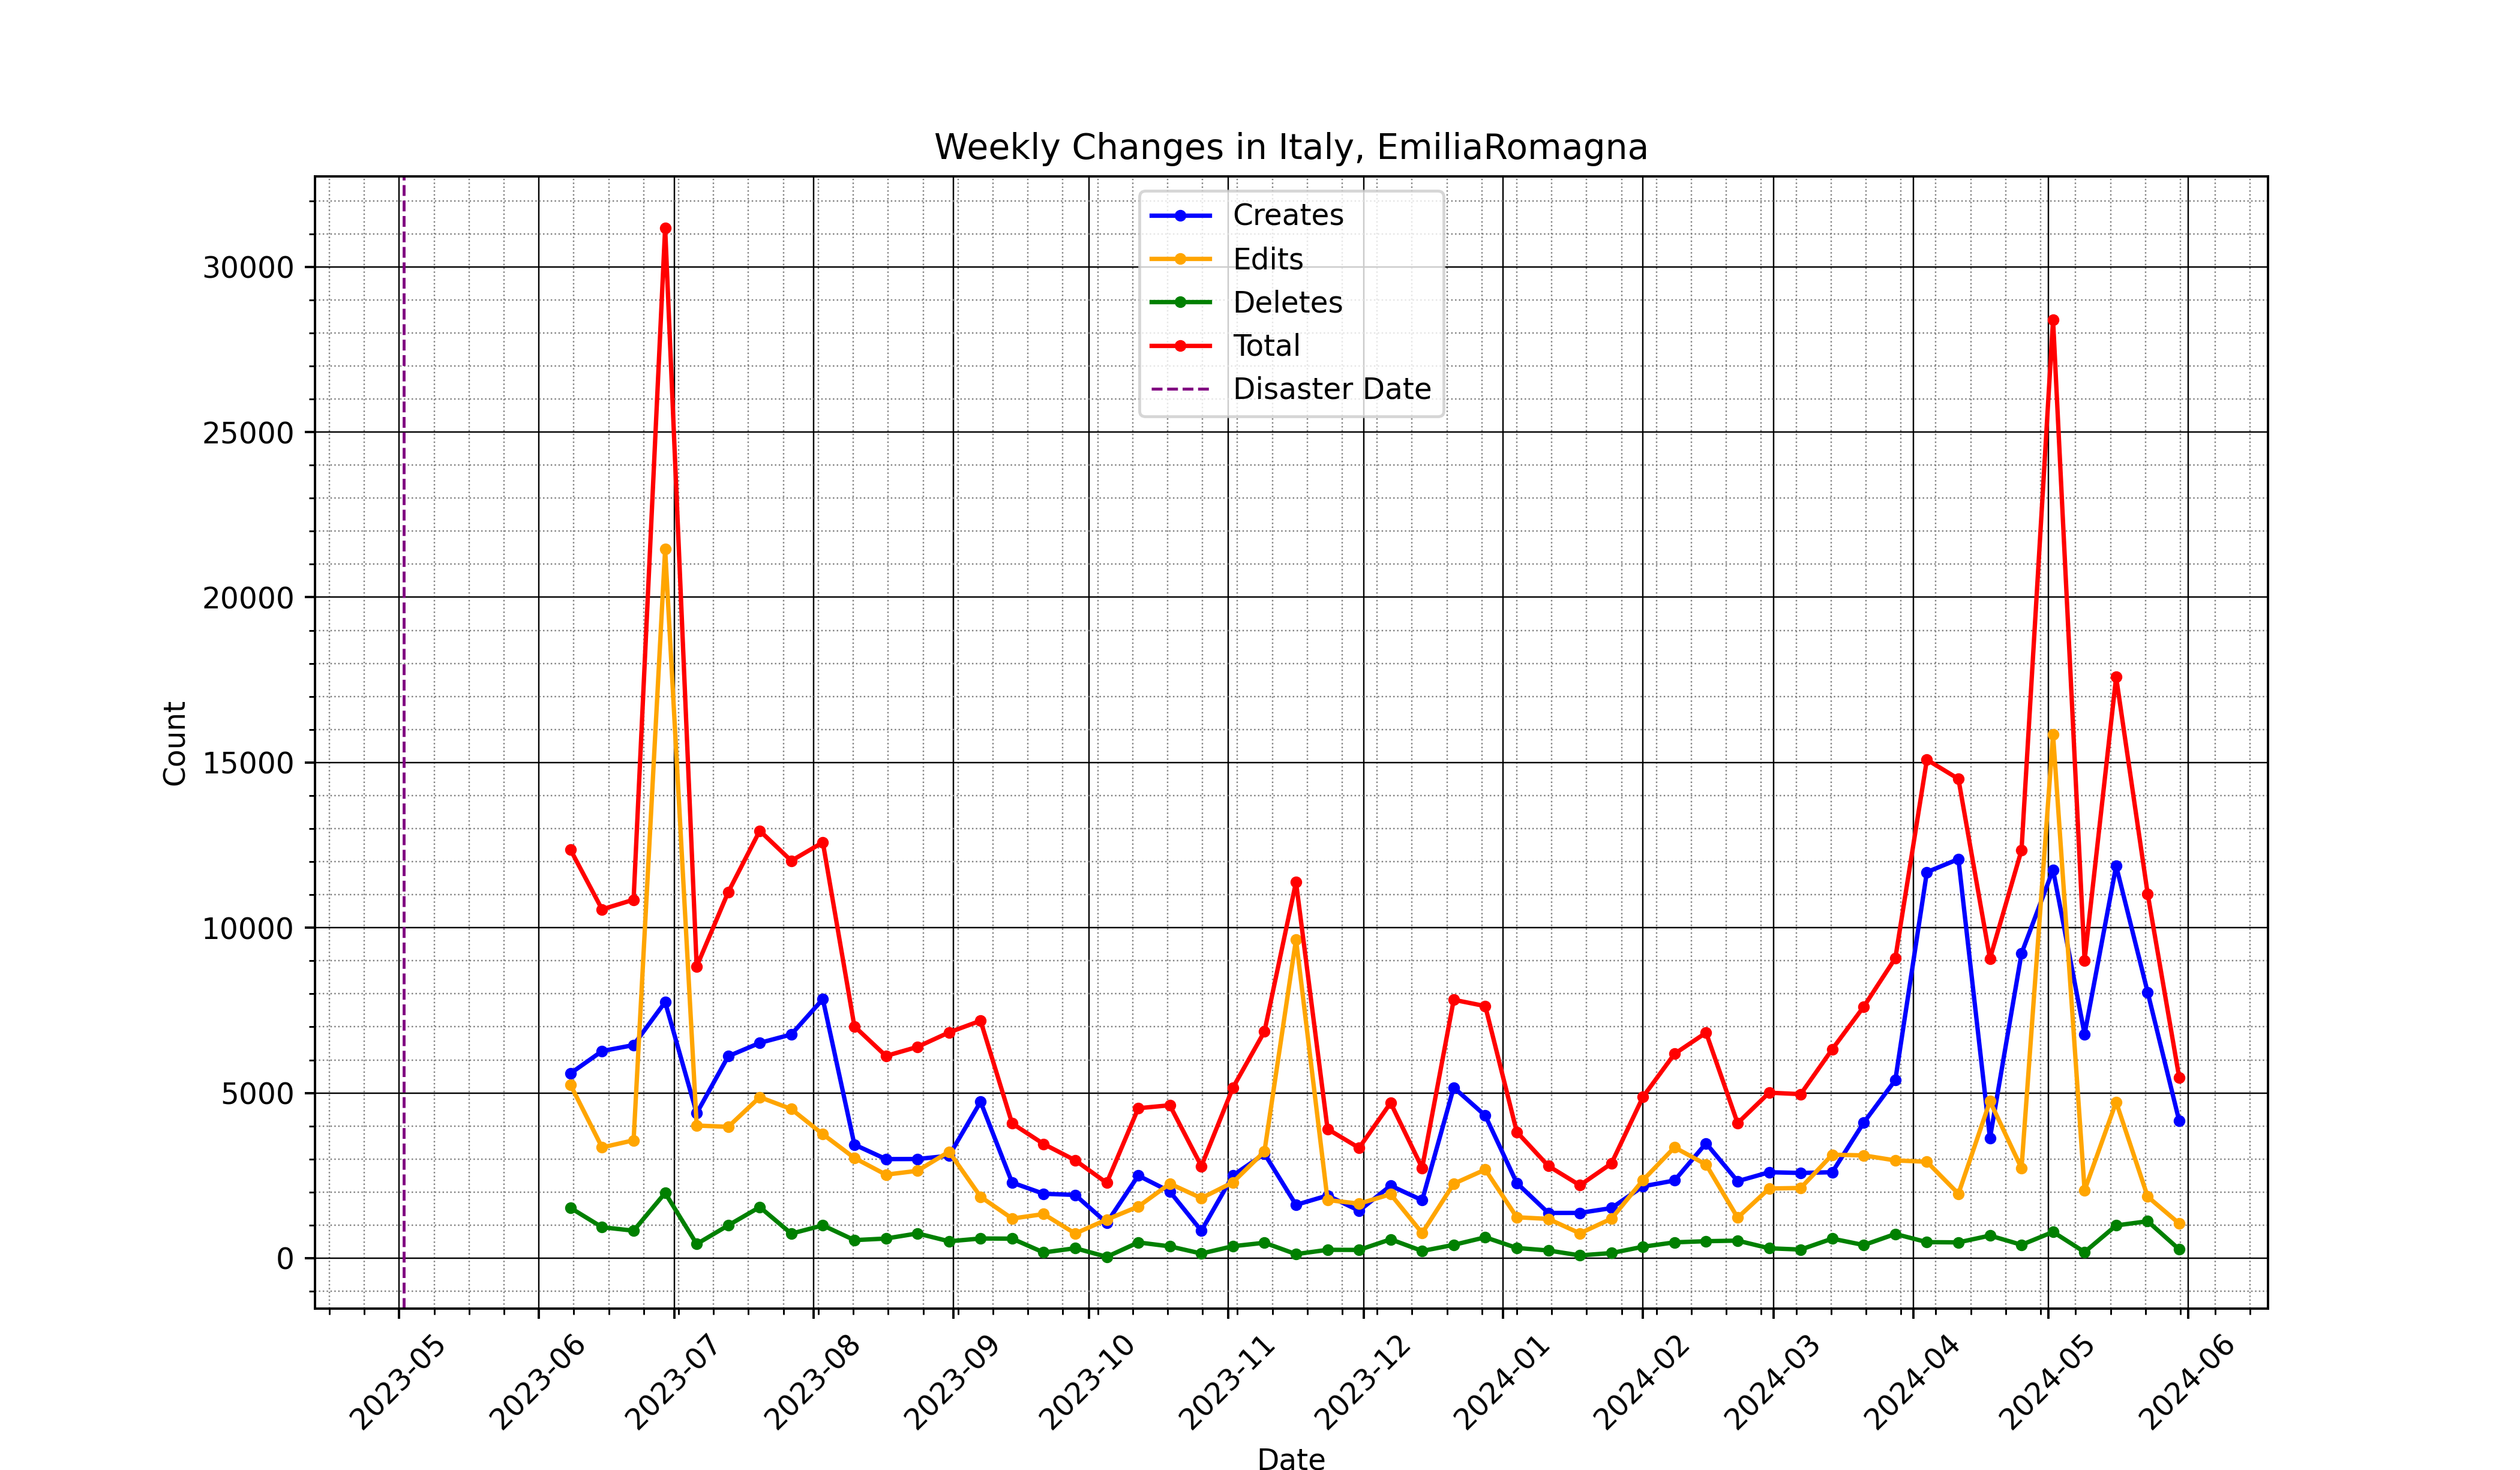 Weekly Changes in Italy, EmiliaRomagna
Creates
Edits
Deletes
Total
Disaster Date
30000
25000
20000
15000
10000
5000
0
Count
2023-05
2023-06
2023-07
2023-08
2023-09
2023-10
2023-11
2023-12
2024-01
2024-02
2024-03
2024-04
2024-05
2024-06
Date